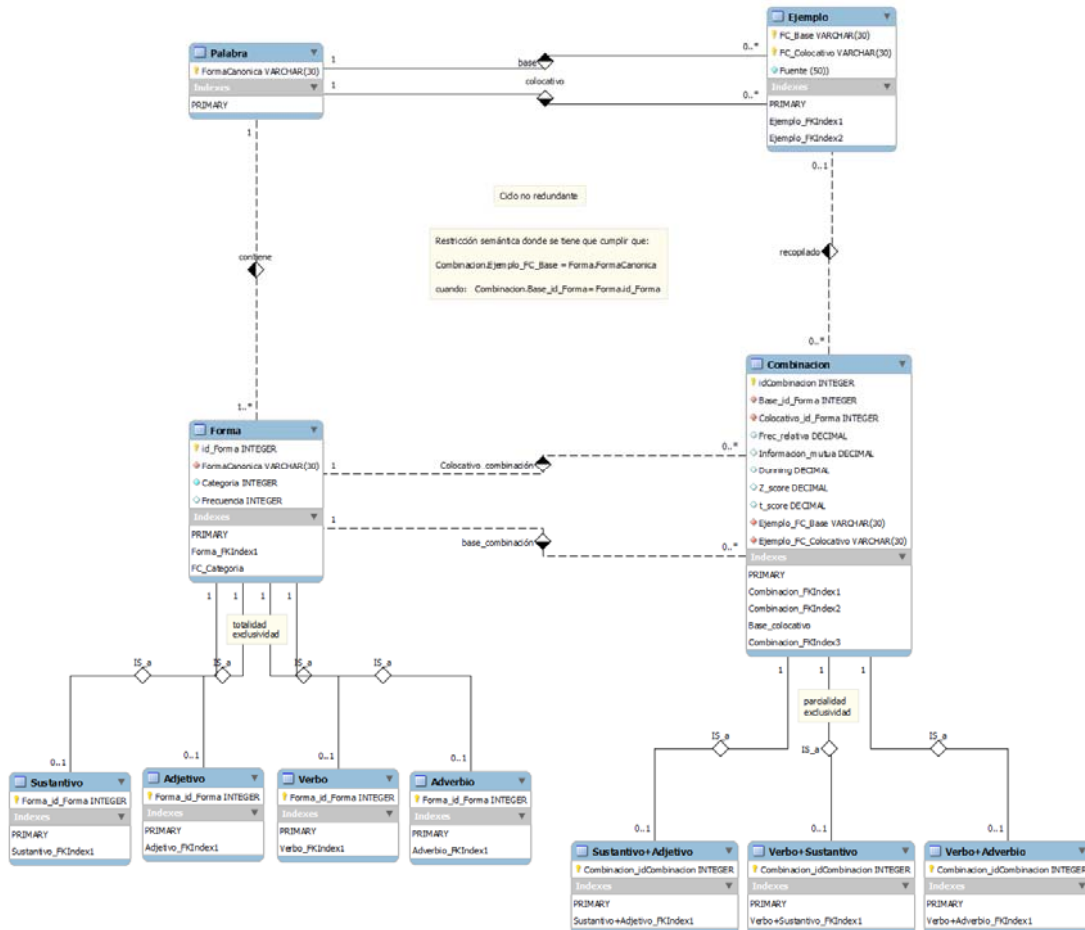 Palabra
FormaCanonica VARCHAR(30)
Indexes
PRIMARY
Ejemplo
FC_Base VARCHAR(30)
FC_Colocativo VARCHAR(30)
Fuente (50))
Indexes
PRIMARY
Ejemplo_FKIndex1
Ejemplo_FKIndex2
1
base
0..*
1
colocativo
0..*
1
0..1
Ciclo no redundante
Restricción semántica donde se tiene que cumplir que:
Combinacion.Ejemplo_FC_Base = Forma.FormaCanonica
cuando: Combinacion.Base_id_Forma= Forma.id_Forma
contiene
recopilado
1..*
0..*
Forma
id_Forma INTEGER
FormaCanonica VARCHAR(30)
Categoria INTEGER
Frecuencia INTEGER
Indexes
PRIMARY
Forma_FKIndex1
FC_Categoria
Combinacion
idCombinacion INTEGER
Base_id_Forma INTEGER
Colocativo_id_Forma INTEGER
Frec_relativa DECIMAL
Informacion_mutua DECIMAL
Dunning DECIMAL
Z_score DECIMAL
t_score DECIMAL
Ejemplo_FC_Base VARCHAR(30)
Ejemplo_FC_Colocativo VARCHAR(30)
Indexes
PRIMARY
Combinacion_FKIndex1
Combinacion_FKIndex2
Base_colocativo
Combinacion_FKIndex3
1
Colocativo_combinación
0..*
1
base_combinación
0..*
1
1
1
1
totalidad
exclusividad
IS_a
IS_a
IS_a
IS_a
0..1
0..1
0..1
0..1
Sustantivo
Forma_id_Forma INTEGER
Indexes
PRIMARY
Sustantivo_FKIndex1
Adjetivo
Forma_id_Forma INTEGER
Indexes
PRIMARY
Adjetivo_FKIndex1
Verbo
Forma_id_Forma INTEGER
Indexes
PRIMARY
Verbo_FKIndex1
Adverbio
Forma_id_Forma INTEGER
Indexes
PRIMARY
Adverbio_FKIndex1
1
1
1
parcialidad
exclusividad
IS_a
IS_a
IS_a
0..1
0..1
0..1
Sustantivo+Adjetivo
Combinacion_idCombinacion INTEGER
Indexes
PRIMARY
Sustantivo+Adjetivo_FKIndex1
Verbo+Sustantivo
Combinacion_idCombinacion INTEGER
Indexes
PRIMARY
Verbo+Sustantivo_FKIndex1
Verbo+Adverbio
Combinacion_idCombinacion INTEGER
Indexes
PRIMARY
Verbo+Adverbio_FKIndex1